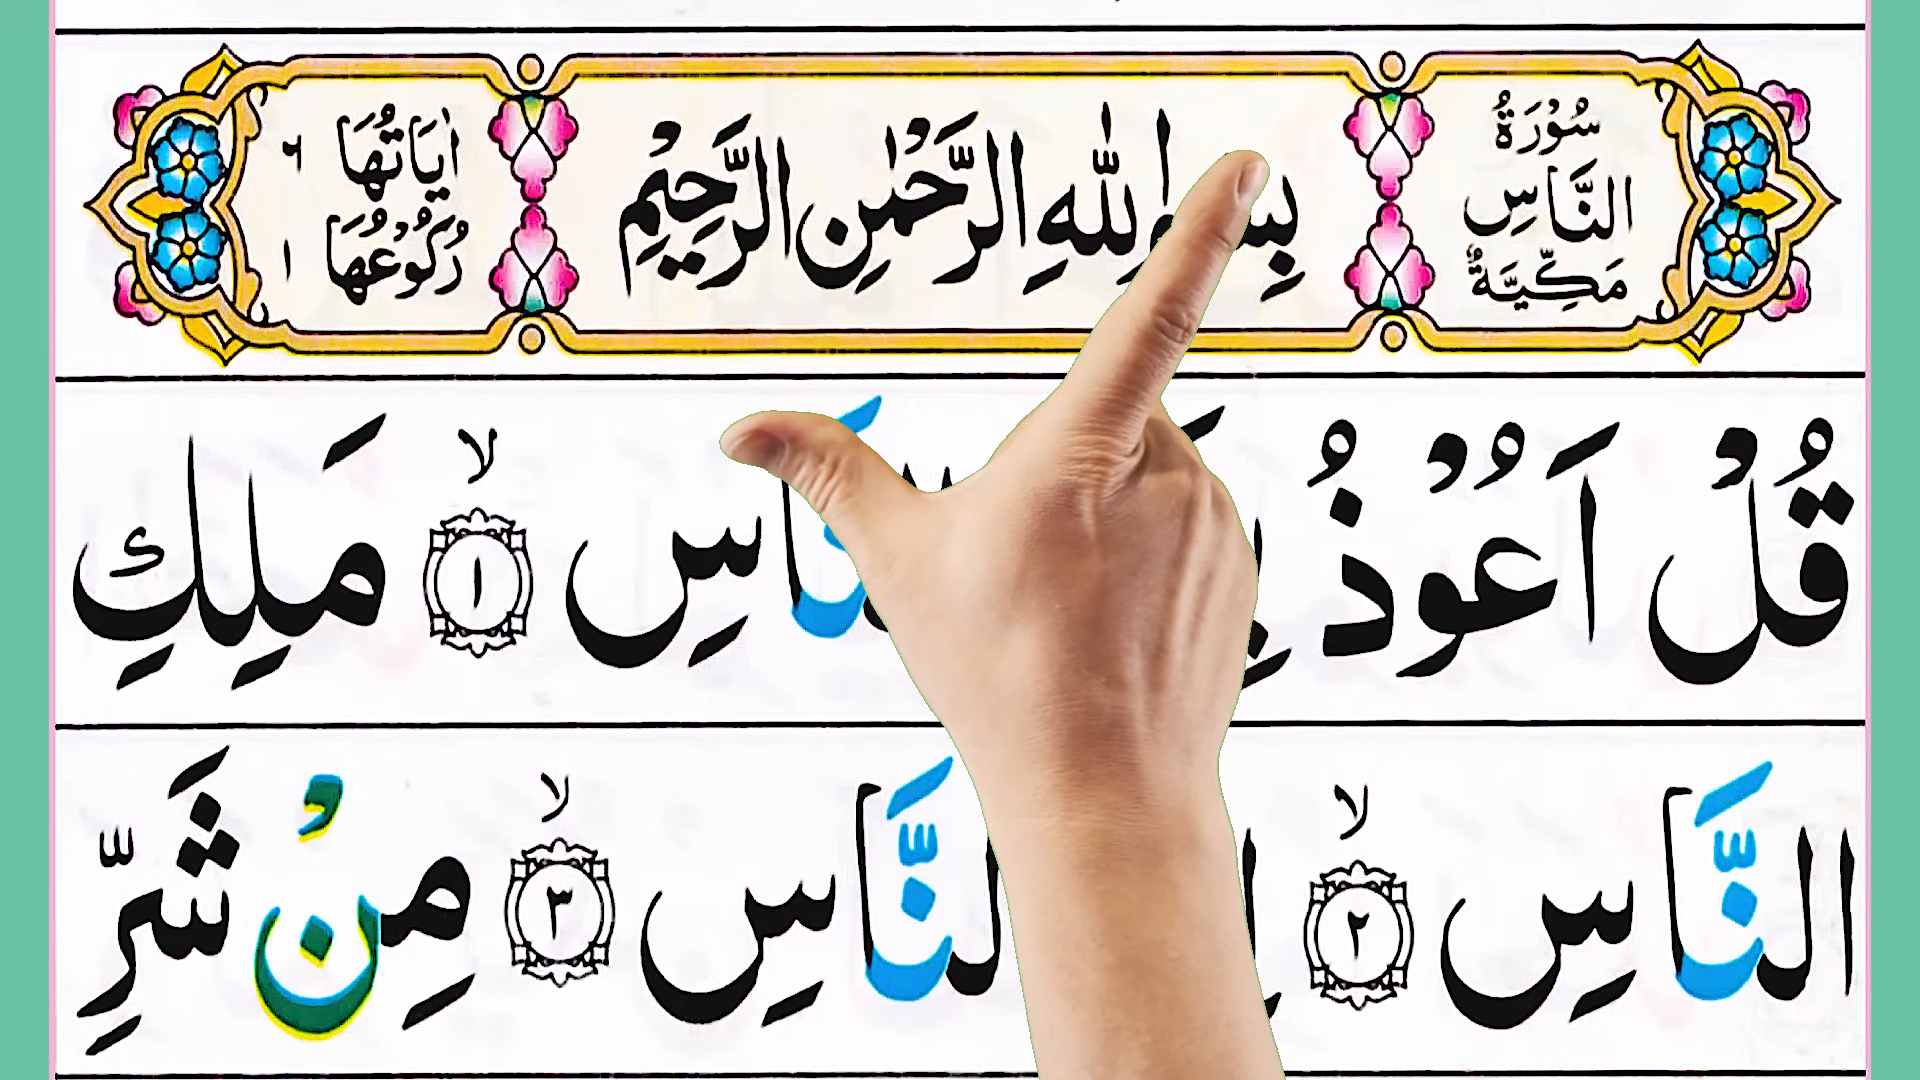 سُوْرَةُ النَّاسِ مَكِّيَّةٌ
بِسْمِ اللّٰهِ الرَّحْمٰنِ الرَّحِيْمِ
اٰيَاتُهَا ٦
رُكُوْعُهَا ١
قُلْ اَعُوْذُ النَّاسِ ۙ ١ مَلِكِ
النَّاسِ ۙ ٢ النَّاسِ ۙ ٣ مِنْ شَرِّ